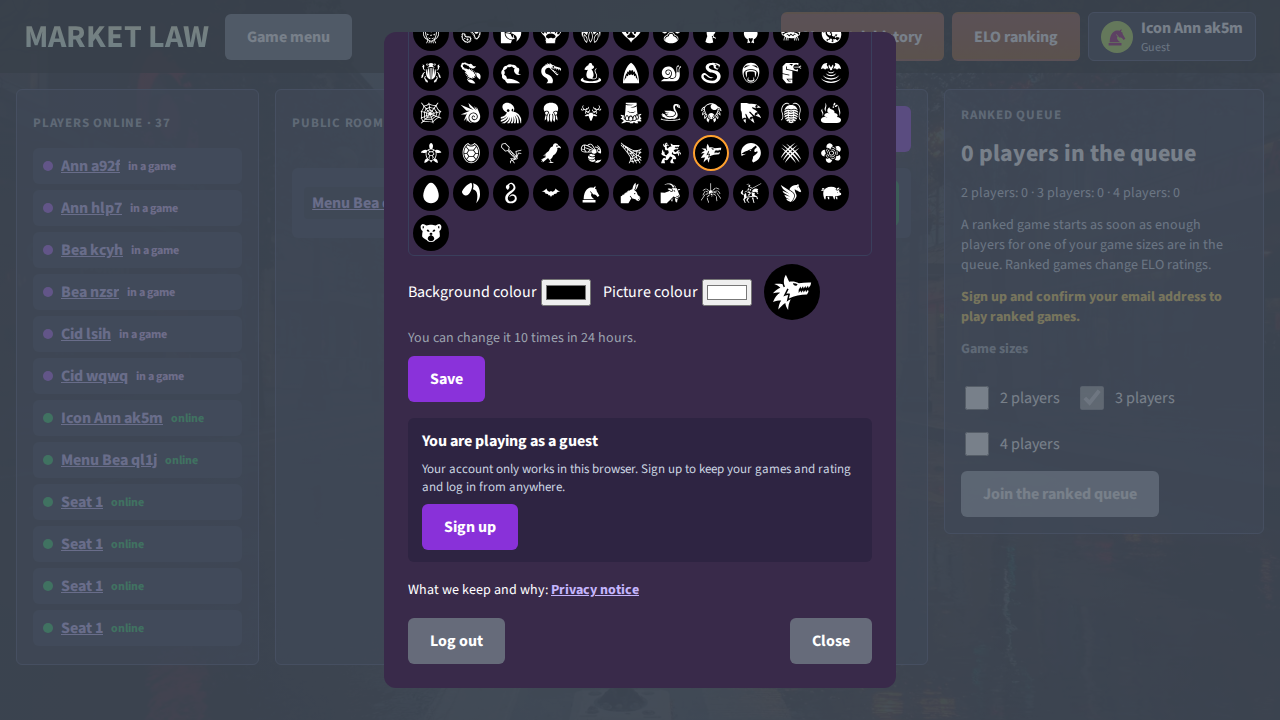 MARKET LAW
Game menu
ELO ranking
Icon Ann ak5m
Guest
PLAYERS ONLINE · 37
Ann a92f in a game
Ann hlp7 in a game
Bea kcyh in a game
Bea nzsr in a game
Cid lsih in a game
Cid wqwq in a game
Icon Ann ak5m online
Menu Bea ql1j online
Seat 1 online
Seat 1 online
Seat 1 online
Seat 1 online
PUBLIC ROOM
Menu Bea
Background colour
Picture colour
You can change it 10 times in 24 hours.
Save
You are playing as a guest
Your account only works in this browser. Sign up to keep your games and rating
and log in from anywhere.
Sign up
What we keep and why: Privacy notice
Log out
Close
RANKED QUEUE
0 players in the queue
2 players: 0 · 3 players: 0 · 4 players: 0
A ranked game starts as soon as enough
players for one of your game sizes are in the
queue. Ranked games change ELO ratings.
Sign up and confirm your email address to
play ranked games.
Game sizes
2 players
3 players
4 players
Join the ranked queue